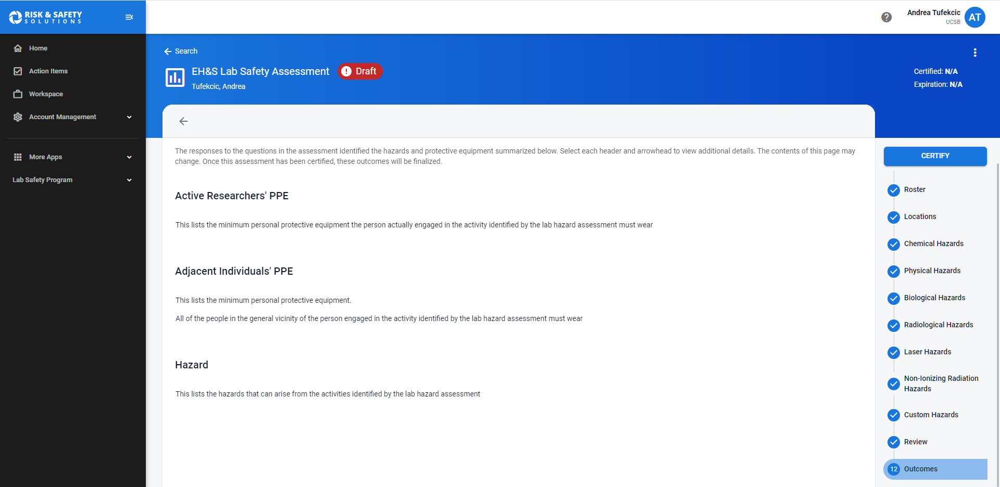 RISK & SAFETY
SOLUTIONS
Home
Action Items
Workspace
Account Management
More Apps
Lab Safety Program
?
Andrea Tufekcic
UCSB
AT
Search
EH&S Lab Safety Assessment
! Draft
Tufekcic, Andrea
Certified: N/A
Expiration: N/A
The responses to the questions in the assessment identified the hazards and protective equipment summarized below. Select each header and arrowhead to view additional details. The contents of this page may
change. Once this assessment has been certified, these outcomes will be finalized.
Active Researchers' PPE
This lists the minimum personal protective equipment the person actually engaged in the activity identified by the lab hazard assessment must wear
Adjacent Individuals' PPE
This lists the minimum personal protective equipment.
All of the people in the general vicinity of the person engaged in the activity identified by the lab hazard assessment must wear
Hazard
This lists the hazards that can arise from the activities identified by the lab hazard assessment
CERTIFY
Roster
Locations
Chemical Hazards
Physical Hazards
Biological Hazards
Radiological Hazards
Laser Hazards
Non-Ionizing Radiation
Hazards
Custom Hazards
Review
12 Outcomes